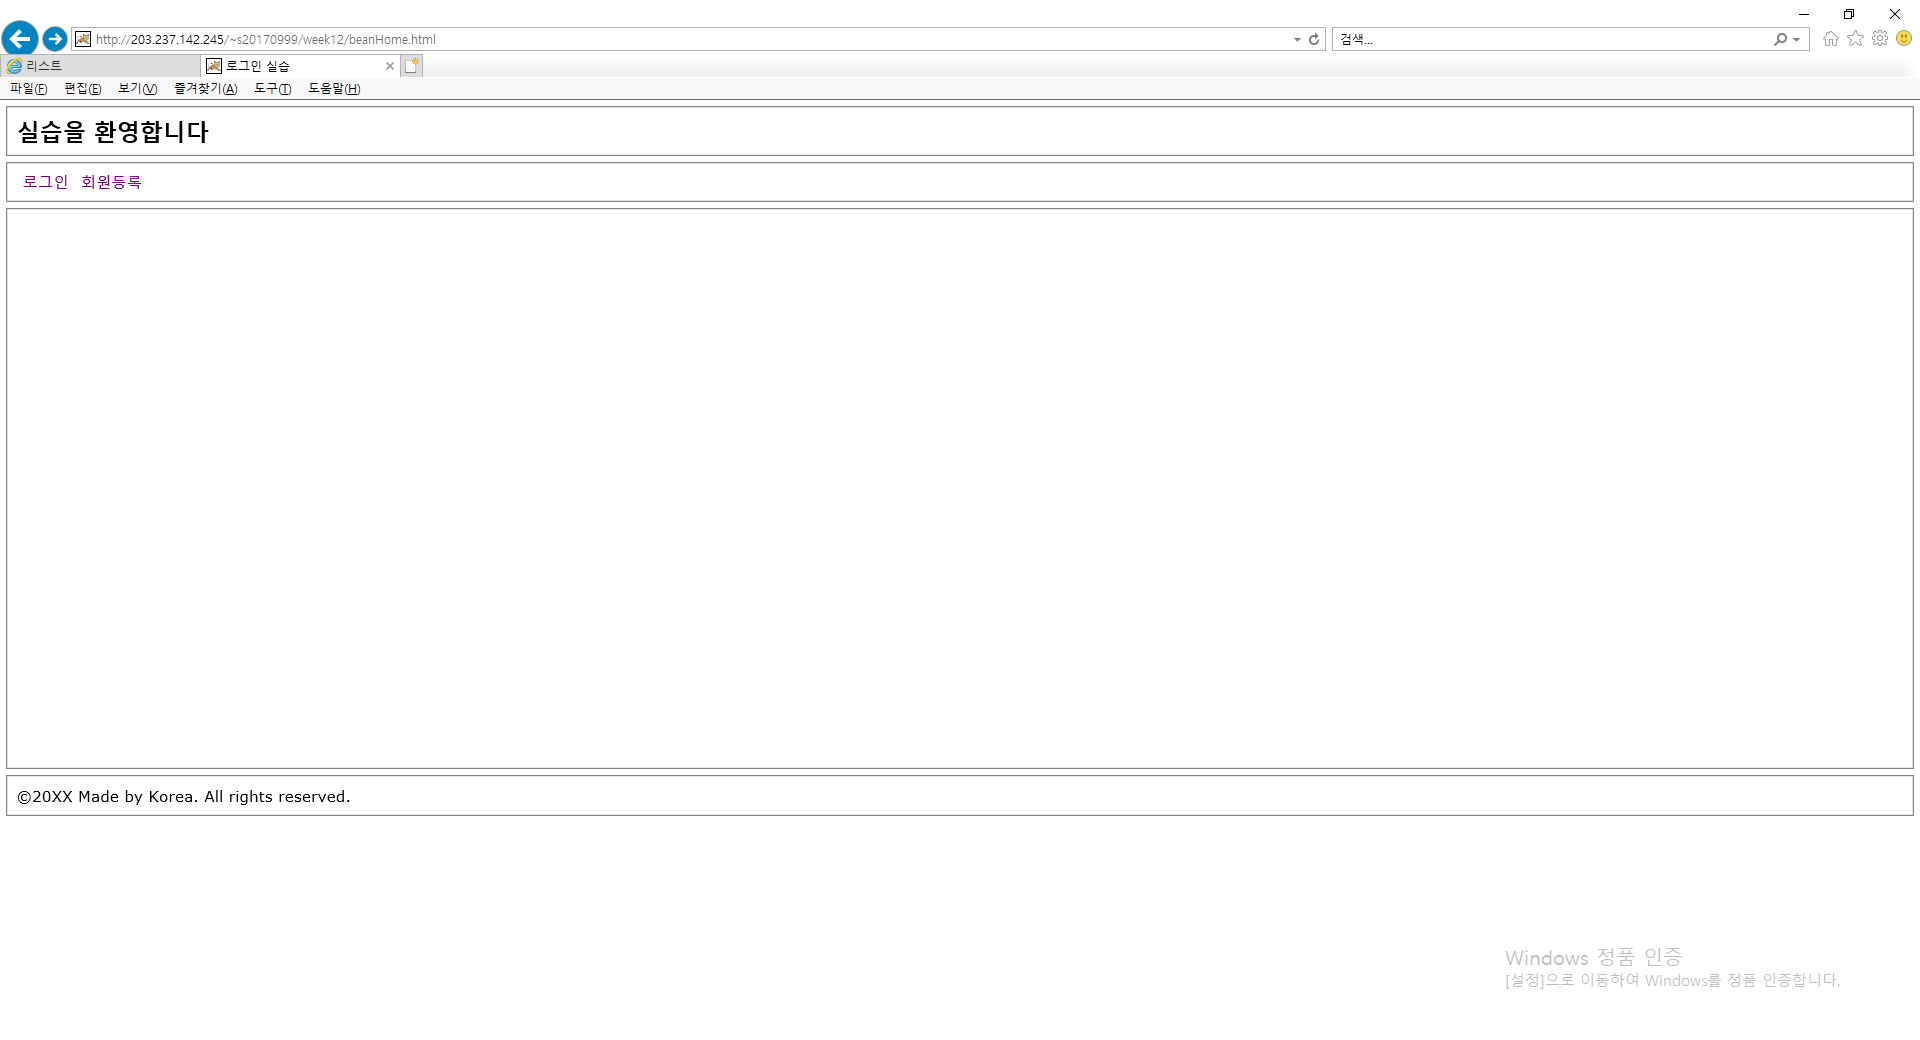 http://203.237.142.245/~s20170999/week12/beanHome.html
검색...
리스트
로그인 실습
파일(F) 편집(E) 보기(V) 즐겨찾기(A) 도구(T) 도움말(H)
실습을 환영합니다
로그인 회원등록
©20XX Made by Korea. All rights reserved.
Windows 정품 인증
[설정]으로 이동하여 Windows를 정품 인증합니다.